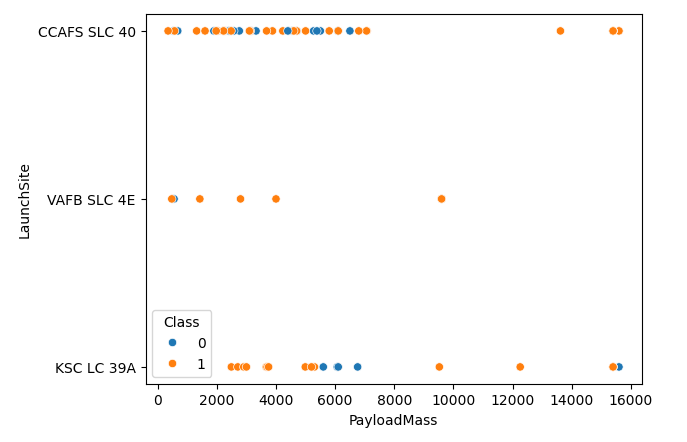 CCAFS SLC 40
VAFB SLC 4E
KSC LC 39A
LaunchSite
Class
0
1
0 2000 4000 6000 8000 10000 12000 14000 16000
PayloadMass